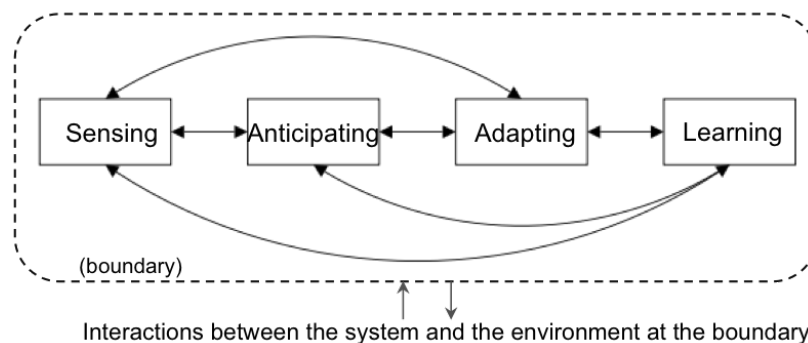 Sensing
Anticipating
Adapting
Learning
(boundary)
Interactions between the system and the environment at the boundary